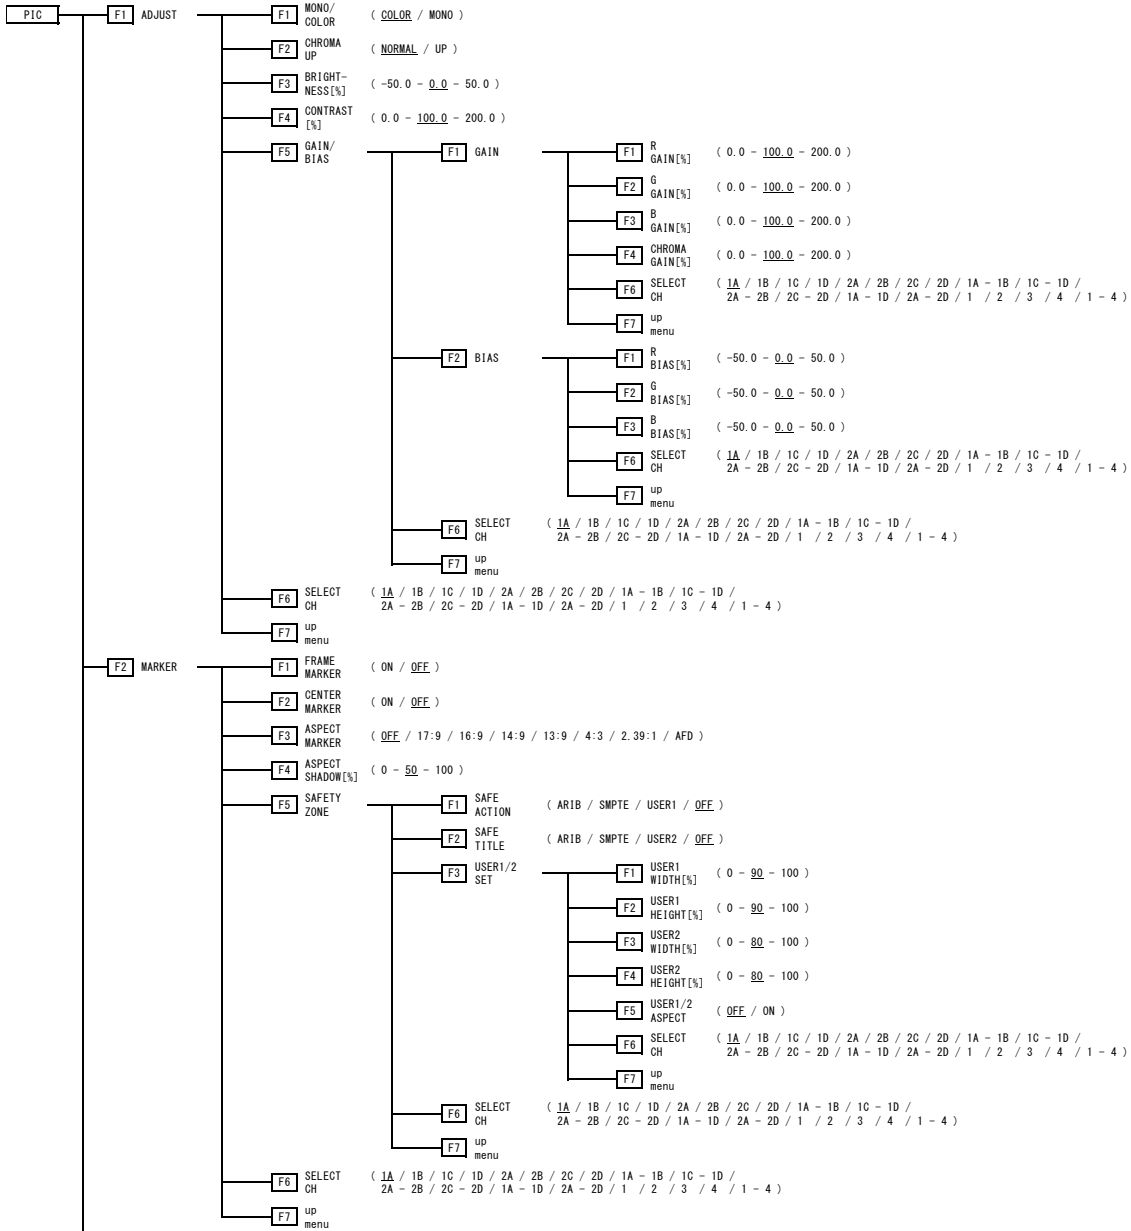 PIC F1 ADJUST F1 MONO/ COLOR ( COLOR / MONO )
F2 CHROMA UP ( NORMAL / UP )
F3 BRIGHT- NESS[%] ( -50.0 - 0.0 - 50.0 )
F4 CONTRAST [%] ( 0.0 - 100.0 - 200.0 )
F5 GAIN/ BIAS F1 GAIN F1 R GAIN[%] ( 0.0 - 100.0 - 200.0 )
F2 G GAIN[%] ( 0.0 - 100.0 - 200.0 )
F3 B GAIN[%] ( 0.0 - 100.0 - 200.0 )
F4 CHROMA GAIN[%] ( 0.0 - 100.0 - 200.0 )
F6 SELECT CH ( 1A / 1B / 1C / 1D / 2A / 2B / 2C / 2D / 1A - 1B / 1C - 1D /
2A - 2B / 2C - 2D / 1A - 1D / 2A - 2D / 1 / 2 / 3 / 4 / 1 - 4 )
F7 up menu
F2 BIAS F1 R BIAS[%] ( -50.0 - 0.0 - 50.0 )
F2 G BIAS[%] ( -50.0 - 0.0 - 50.0 )
F3 B BIAS[%] ( -50.0 - 0.0 - 50.0 )
F6 SELECT CH ( 1A / 1B / 1C / 1D / 2A / 2B / 2C / 2D / 1A - 1B / 1C - 1D /
2A - 2B / 2C - 2D / 1A - 1D / 2A - 2D / 1 / 2 / 3 / 4 / 1 - 4 )
F7 up menu
F6 SELECT CH ( 1A / 1B / 1C / 1D / 2A / 2B / 2C / 2D / 1A - 1B / 1C - 1D /
2A - 2B / 2C - 2D / 1A - 1D / 2A - 2D / 1 / 2 / 3 / 4 / 1 - 4 )
F7 up menu
F6 SELECT CH ( 1A / 1B / 1C / 1D / 2A / 2B / 2C / 2D / 1A - 1B / 1C - 1D /
2A - 2B / 2C - 2D / 1A - 1D / 2A - 2D / 1 / 2 / 3 / 4 / 1 - 4 )
F7 up menu
F2 MARKER F1 FRAME MARKER ( ON / OFF )
F2 CENTER MARKER ( ON / OFF )
F3 ASPECT MARKER ( OFF / 17:9 / 16:9 / 14:9 / 13:9 / 4:3 / 2.39:1 / AFD )
F4 ASPECT SHADOW[%] ( 0 - 50 - 100 )
F5 SAFETY ZONE F1 SAFE ACTION ( ARIB / SMPTE / USER1 / OFF )
F2 SAFE TITLE ( ARIB / SMPTE / USER2 / OFF )
F3 USER1/2 SET F1 USER1 WIDTH[%] ( 0 - 90 - 100 )
F2 USER1 HEIGHT[%] ( 0 - 90 - 100 )
F3 USER2 WIDTH[%] ( 0 - 80 - 100 )
F4 USER2 HEIGHT[%] ( 0 - 80 - 100 )
F5 USER1/2 ASPECT ( OFF / ON )
F6 SELECT CH ( 1A / 1B / 1C / 1D / 2A / 2B / 2C / 2D / 1A - 1B / 1C - 1D /
2A - 2B / 2C - 2D / 1A - 1D / 2A - 2D / 1 / 2 / 3 / 4 / 1 - 4 )
F7 up menu
F6 SELECT CH ( 1A / 1B / 1C / 1D / 2A / 2B / 2C / 2D / 1A - 1B / 1C - 1D /
2A - 2B / 2C - 2D / 1A - 1D / 2A - 2D / 1 / 2 / 3 / 4 / 1 - 4 )
F7 up menu
F6 SELECT CH ( 1A / 1B / 1C / 1D / 2A / 2B / 2C / 2D / 1A - 1B / 1C - 1D /
2A - 2B / 2C - 2D / 1A - 1D / 2A - 2D / 1 / 2 / 3 / 4 / 1 - 4 )
F7 up menu